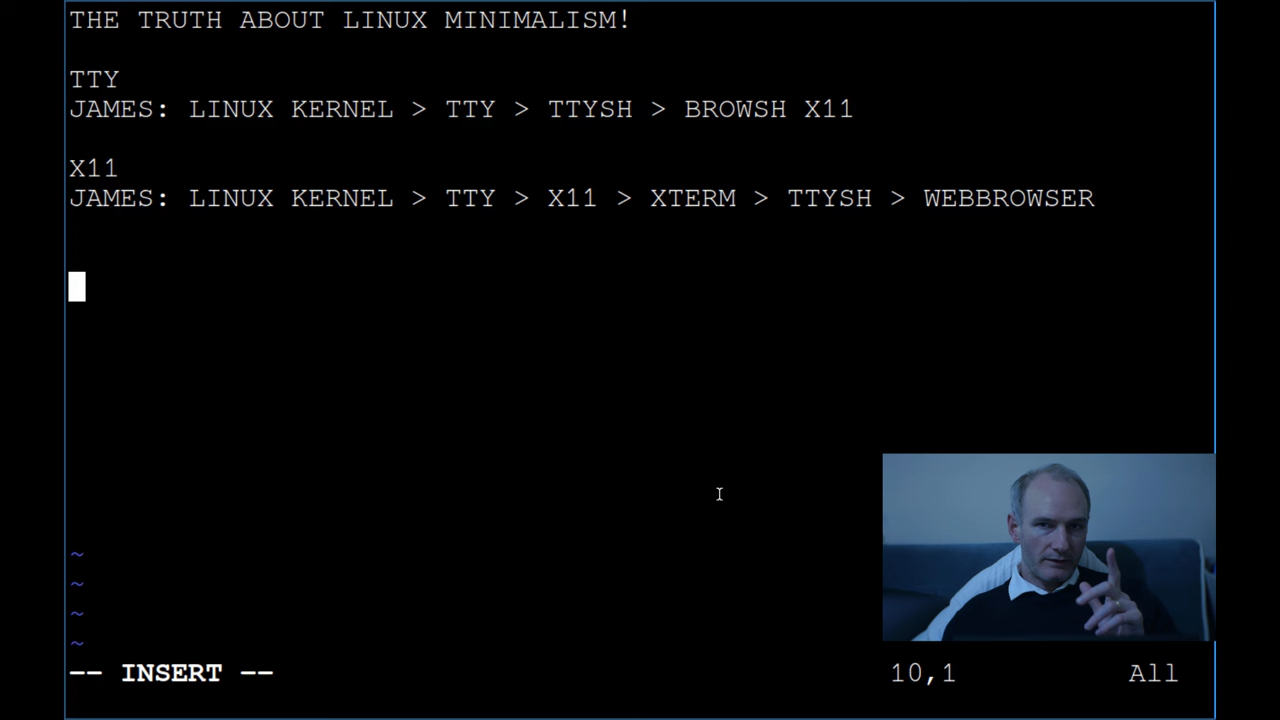 THE TRUTH ABOUT LINUX MINIMALISM!
TTY
JAMES: LINUX KERNEL > TTY > TTYSH > BROWSH X11
X11
JAMES: LINUX KERNEL > TTY > X11 > XTERM > TTYSH > WEBBROWSER
~
~
~
~
-- INSERT -- 10,1 All